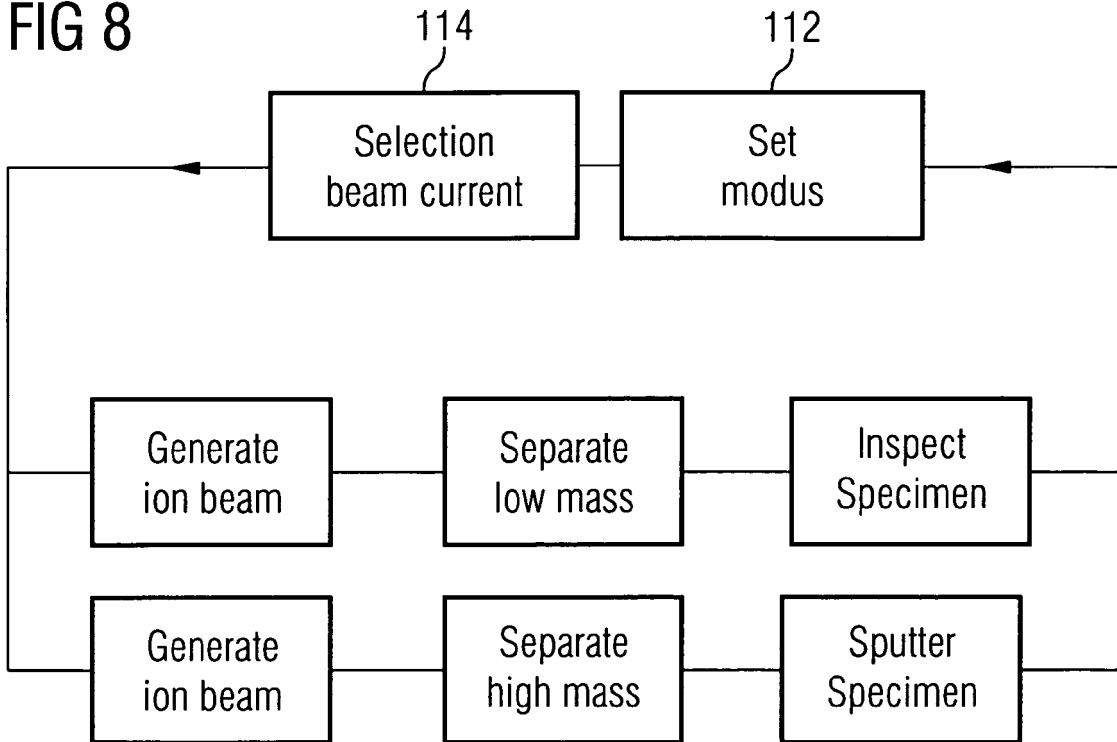 FIG 8
114
112
Selection
beam current
Set
modus
Generate
ion beam
Separate
low mass
Inspect
Specimen
Generate
ion beam
Separate
high mass
Sputter
Specimen